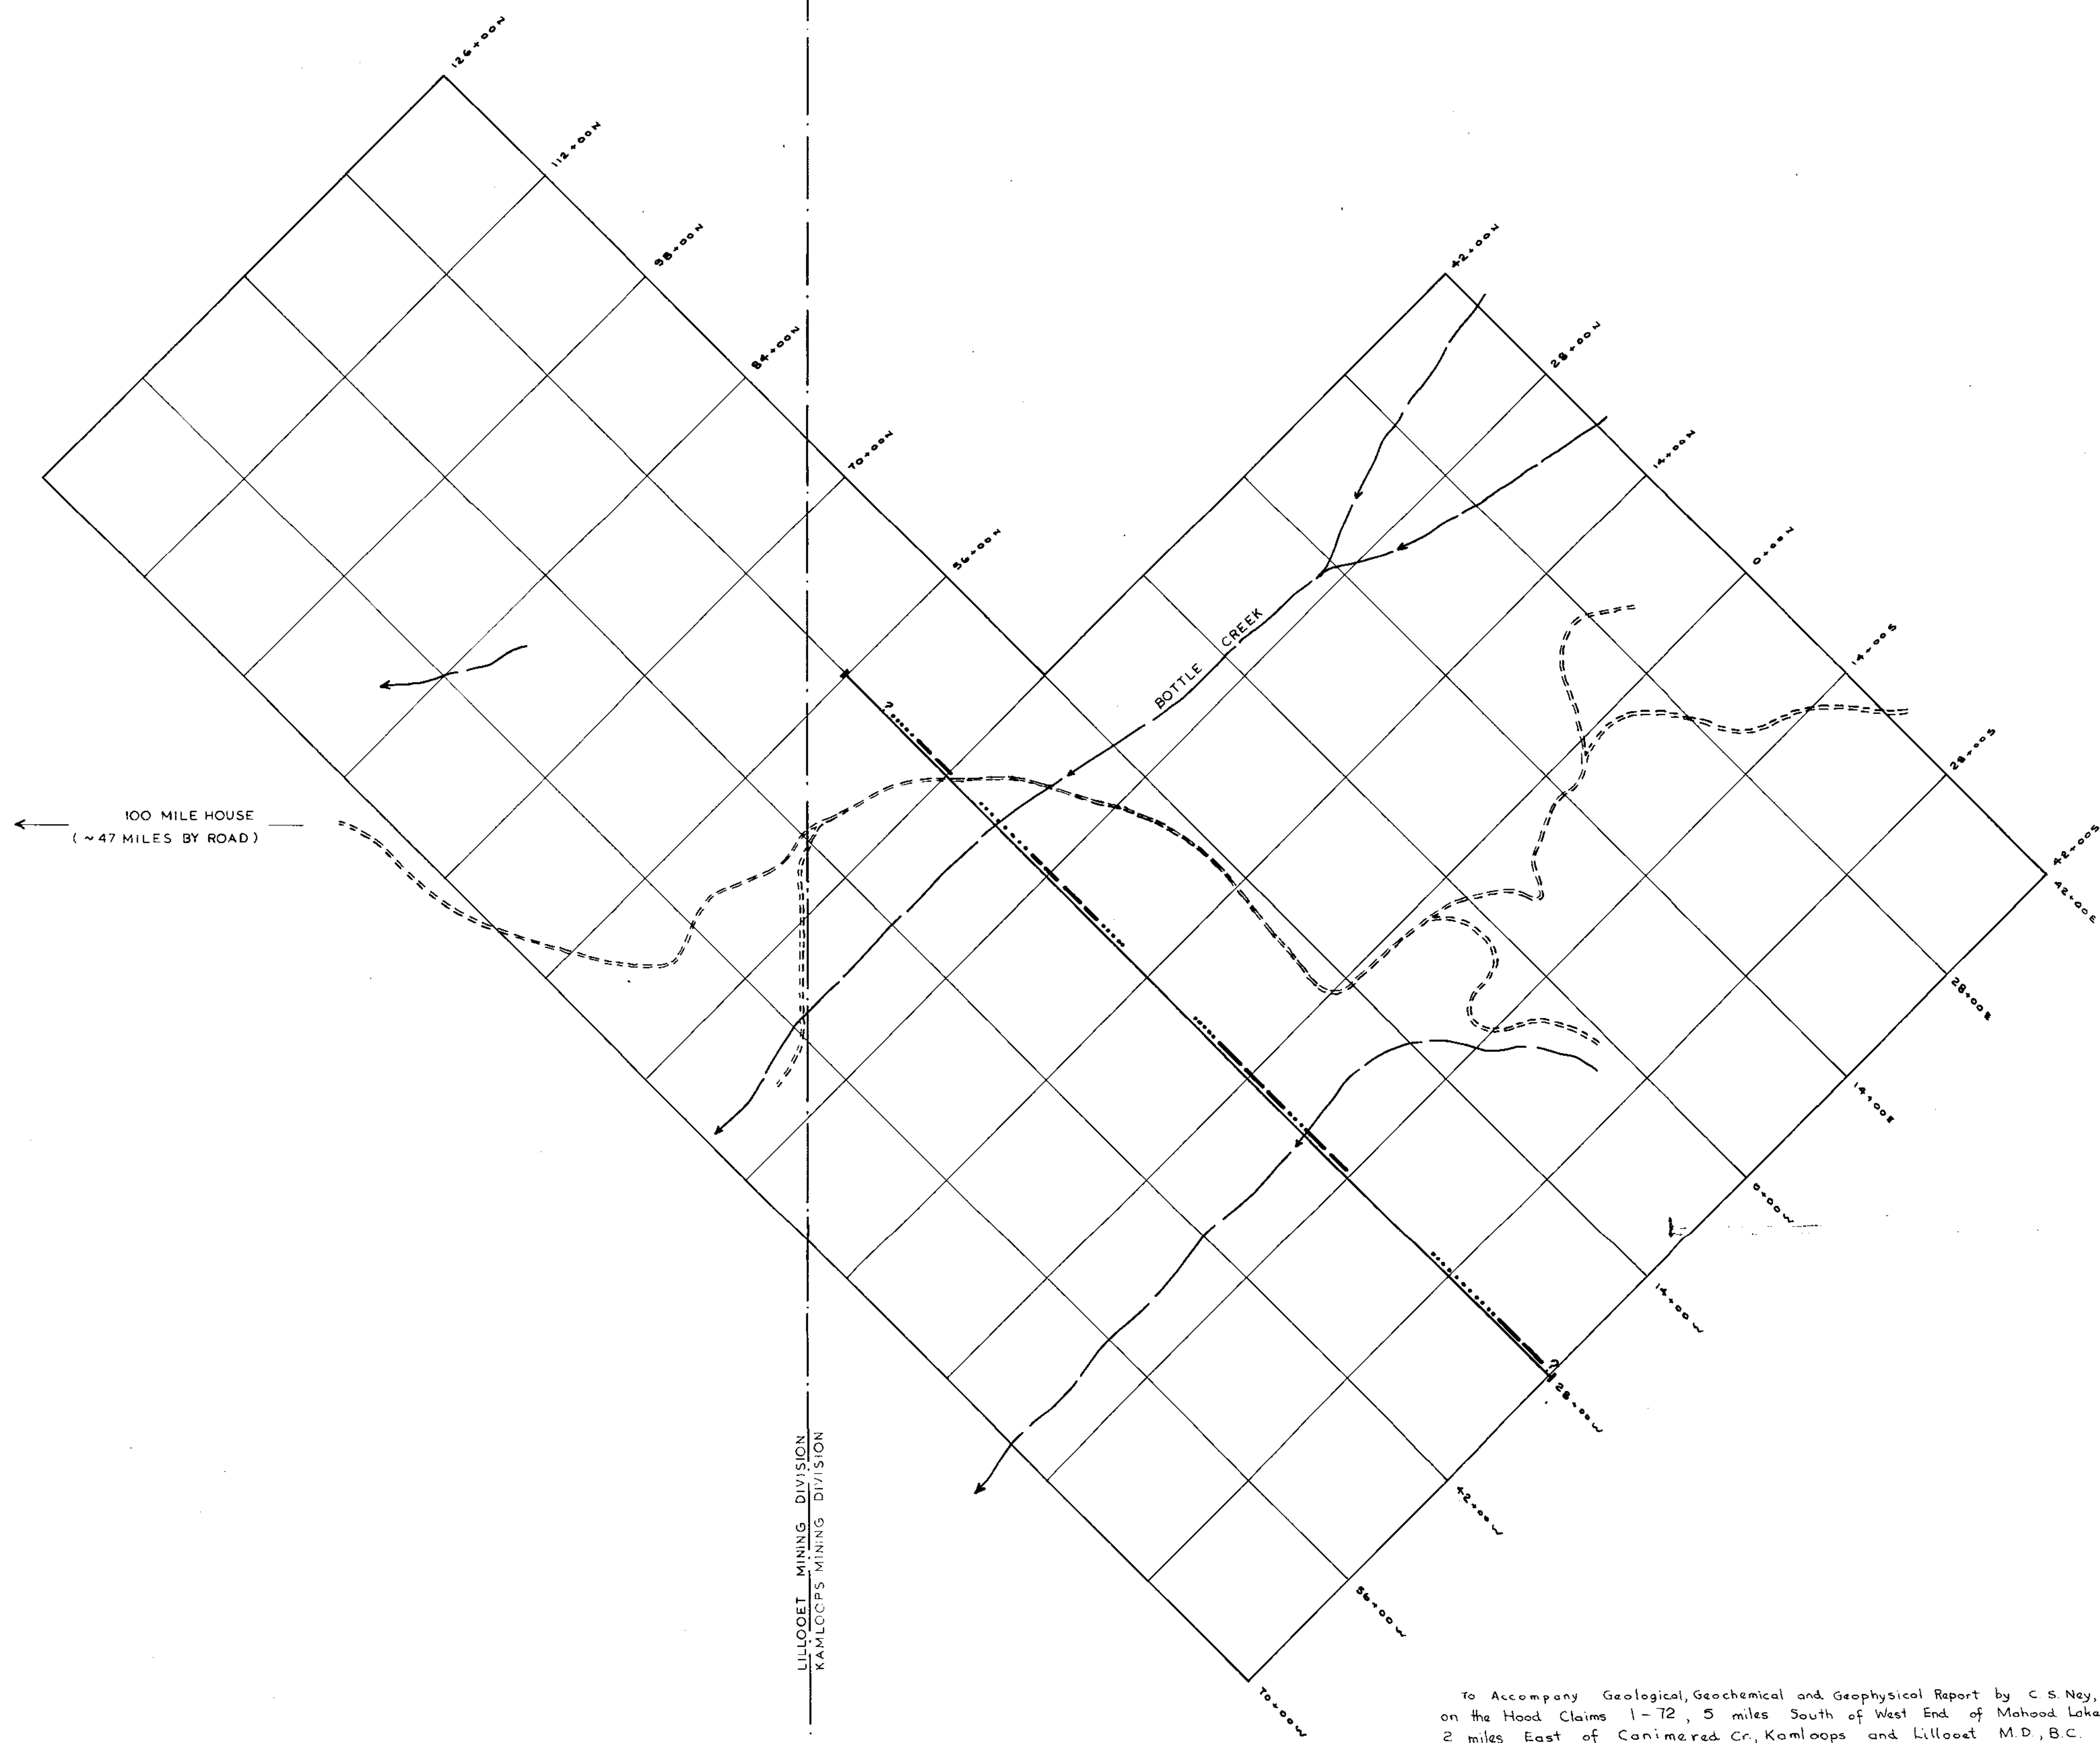 126+00N
112+00N
98+00N
84+00N
70+00N
56+00N
42+00N
28+00N
14+00N
0+00N
14+00S
28+00S
42+00S
42+00E
28+00E
14+00E
0+00W
14+00W
28+00W
42+00W
56+00W
70+00W
BOTTLE CREEK
?
?
100 MILE HOUSE
( ~47 MILES BY ROAD )
LILLOOET MINING DIVISION
KAMLOOPS MINING DIVISION
To Accompany Geological, Geochemical and Geophysical Report by C. S. Ney,
on the Hood Claims 1-72, 5 miles South of West End of Mahood Lake
2 miles East of Canimered Cr., Kamloops and Lillooet M.D., B.C.